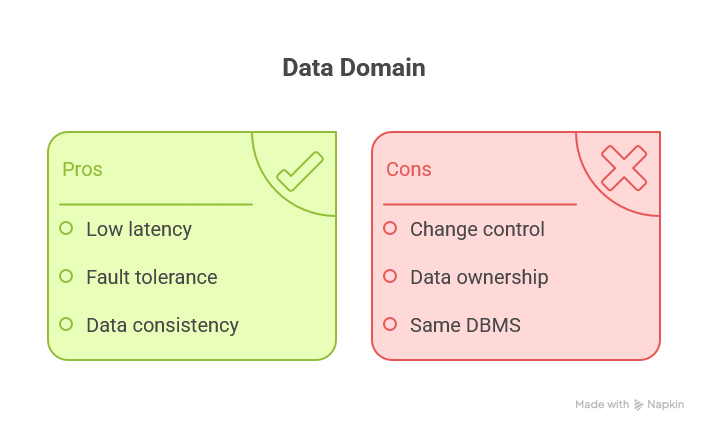 Data Domain
Pros
Low latency
Fault tolerance
Data consistency
Cons
Change control
Data ownership
Same DBMS
Made with Napkin